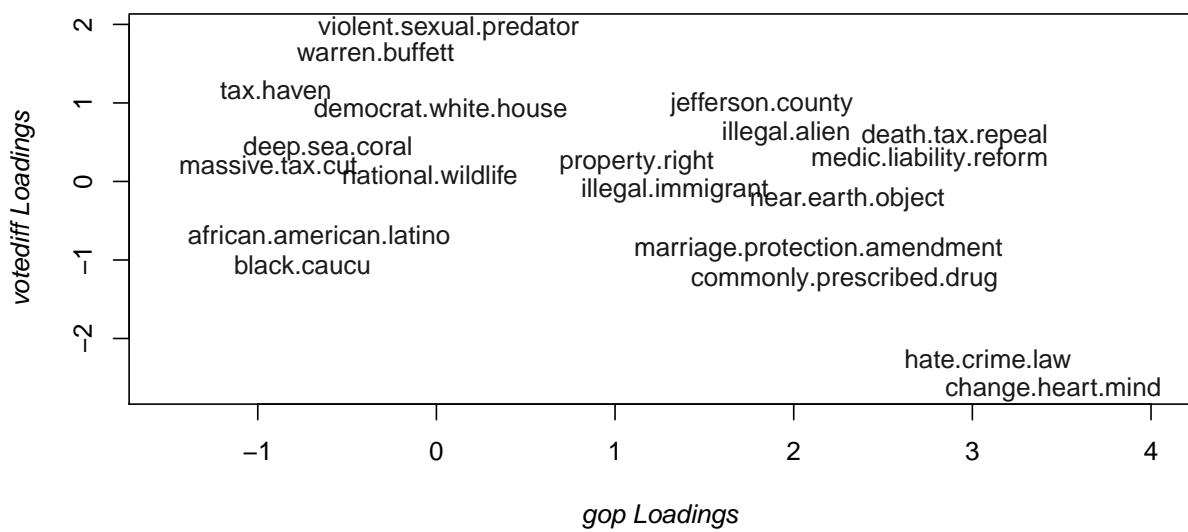 2
violent.sexual.predator
warren.buffett
tax.haven
1
democrat.white.house
jefferson.county
illegal.alien
death.tax.repeal
deep.sea.coral
massive.tax.cut
national.wildlife
property.right
medic.liability.reform
0
illegal.immigrant
near.earth.object
african.american.latino
marriage.protection.amendment
−1
black.caucu
commonly.prescribed.drug
−2
hate.crime.law
change.heart.mind
votediff Loadings
−1 0 1 2 3 4
gop Loadings